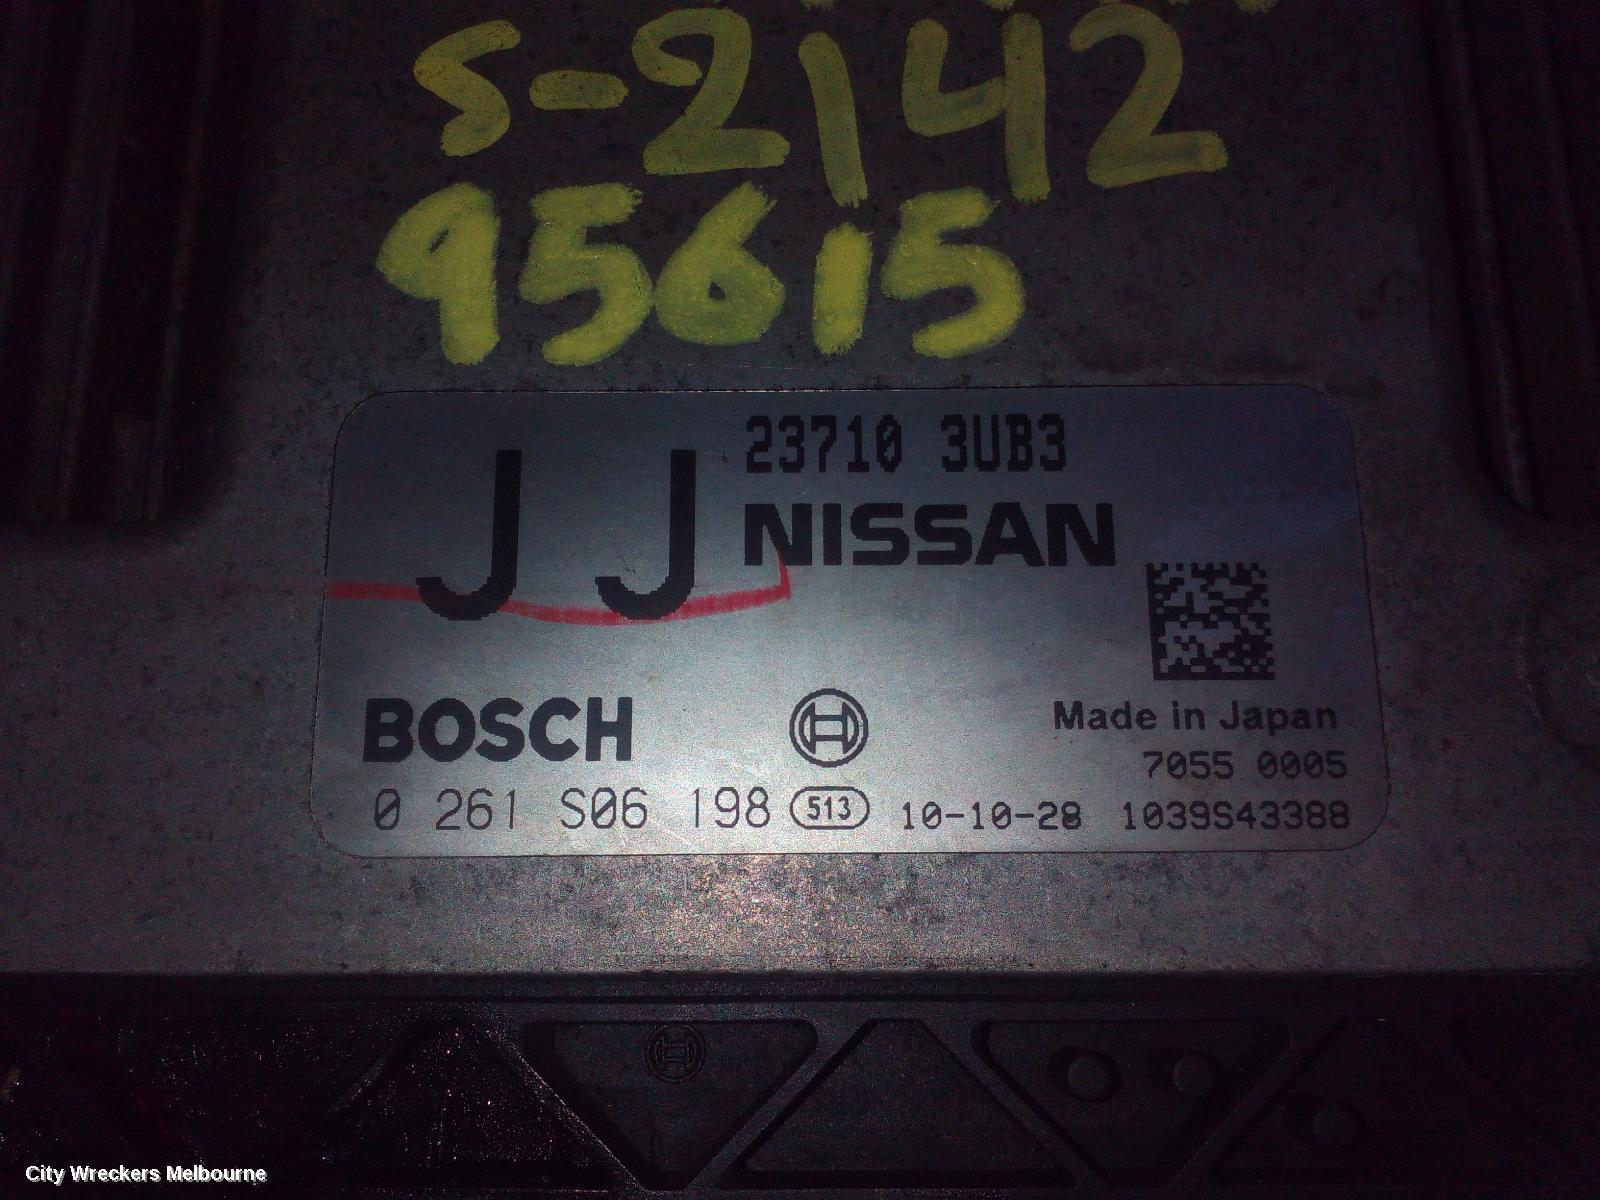 S-2142
95615
23710 3UB3
JJ
NISSAN
BOSCH
Made in Japan
7055 0005
0 261 S06 198 513 10-10-28 1039S43388
City Wreckers Melbourne